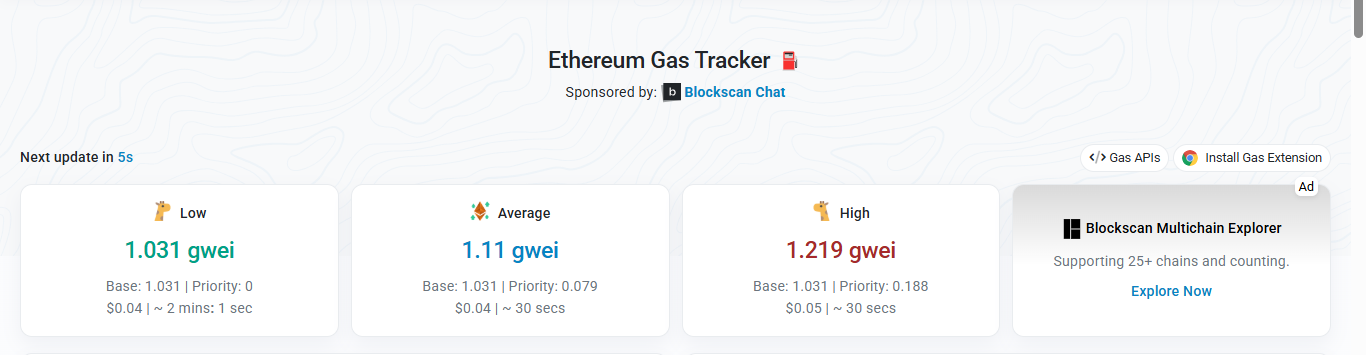 Ethereum Gas Tracker
Sponsored by: b Blockscan Chat
Next update in 5s
</> Gas APIs
Install Gas Extension
Low
1.031 gwei
Base: 1.031 | Priority: 0
$0.04 | ~ 2 mins: 1 sec
Average
1.11 gwei
Base: 1.031 | Priority: 0.079
$0.04 | ~ 30 secs
High
1.219 gwei
Base: 1.031 | Priority: 0.188
$0.05 | ~ 30 secs
Ad
Blockscan Multichain Explorer
Supporting 25+ chains and counting.
Explore Now